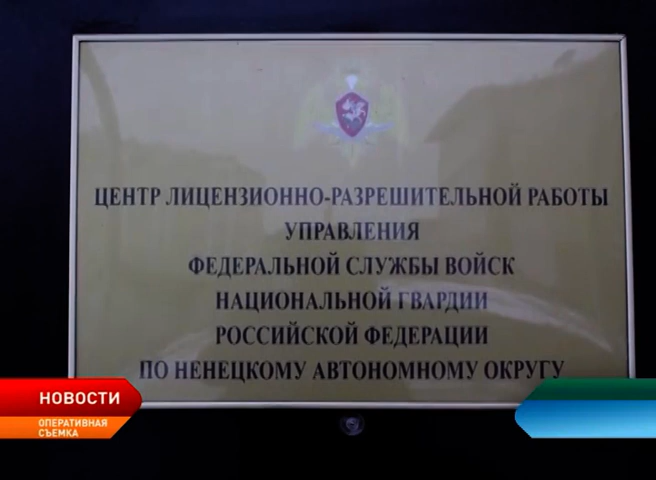 ЦЕНТР ЛИЦЕНЗИОННО-РАЗРЕШИТЕЛЬНОЙ РАБОТЫ
УПРАВЛЕНИЯ
ФЕДЕРАЛЬНОЙ СЛУЖБЫ ВОЙСК
НАЦИОНАЛЬНОЙ ГВАРДИИ
РОССИЙСКОЙ ФЕДЕРАЦИИ
ПО НЕНЕЦКОМУ АВТОНОМНОМУ ОКРУГУ
НОВОСТИ
ОПЕРАТИВНАЯ
СЪЕМКА